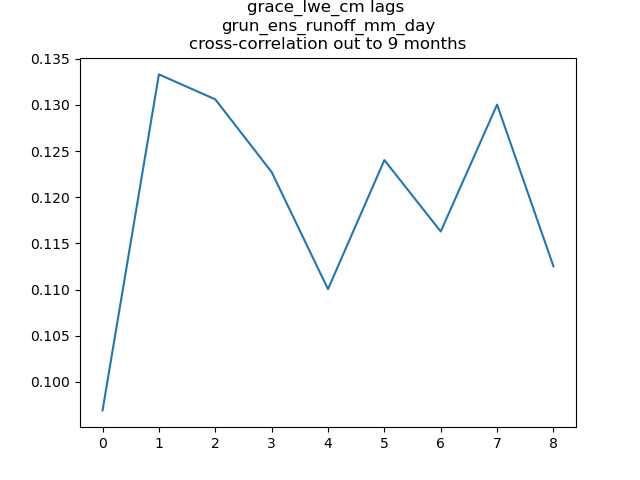 grace_lwe_cm lags
grun_ens_runoff_mm_day
cross-correlation out to 9 months
0.135
0.130
0.125
0.120
0.115
0.110
0.105
0.100
0 1 2 3 4 5 6 7 8